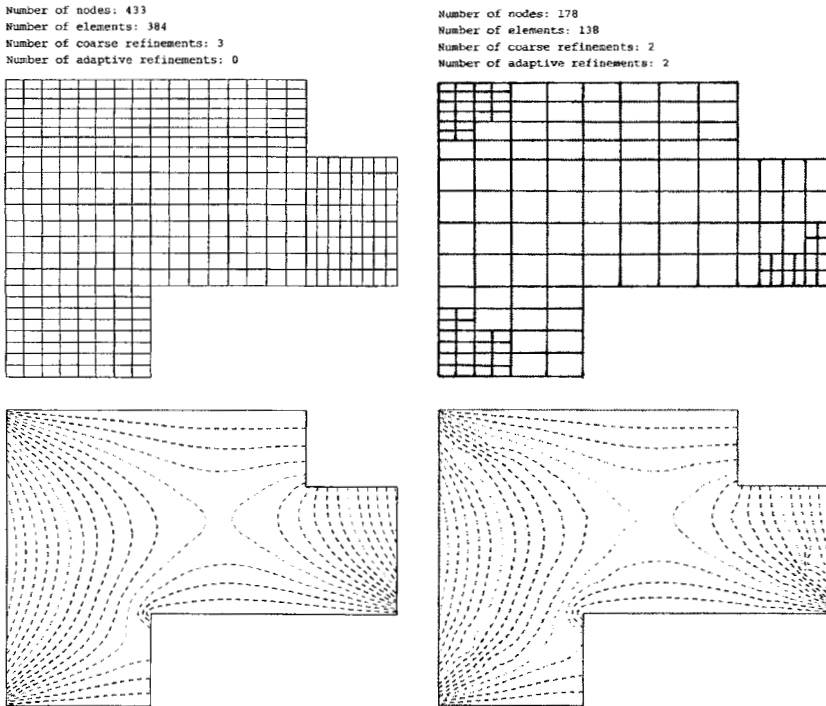 Number of nodes: 433
Number of elements: 384
Number of coarse refinements: 3
Number of adaptive refinements: 0
Number of nodes: 178
Number of elements: 138
Number of coarse refinements: 2
Number of adaptive refinements: 2